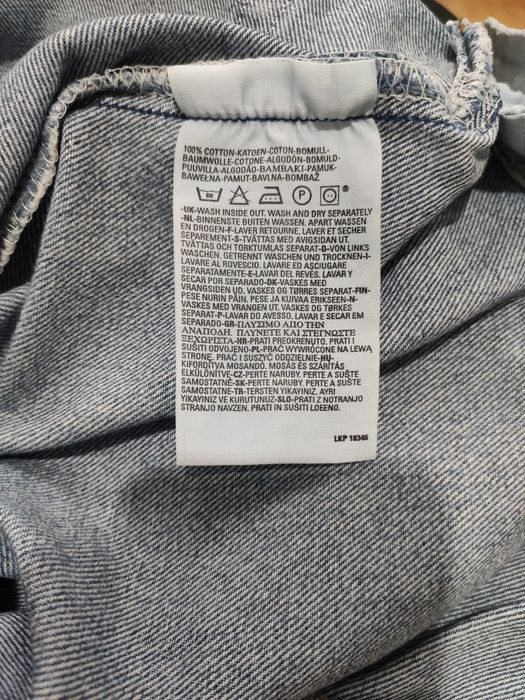 100% COTTON-KATOEN-COTON-BOMULL-
BAUMWOLLE-COTONE-ALGODÓN-BOMULD-
PUUVILLA-ALGODÃO-ΒΑΜΒΑΚΙ-PAMUK-
BAWEŁNA-PAMUT-BAVLNA-BOMBAŽ
60 P ®
-UK-WASH INSIDE OUT. WASH AND DRY SEPARATELY
-NL-BINNENSTE BUITEN WASSEN. APART WASSEN
EN DROGEN-F-LAVER RETOURNE. LAVER ET SECHER
SEPAREMENT-S-TVÄTTAS MED AVIGSIDAN UT.
TVÄTTAS OCH TORKTUMLAS SEPARAT-D-VON LINKS
WASCHEN. GETRENNT WASCHEN UND TROCKNEN-I-
LAVARE AL ROVESCIO. LAVARE ED ASCIUGARE
SEPARATAMENTE-E-LAVAR DEL REVÉS. LAVAR Y
SECAR POR SEPARADO-DK-VASKES MED
VRANGSIDEN UD. VASKES OG TØRRES SEPARAT-FIN-
PESE NURIN PÄIN. PESE JA KUIVAA ERIKSEEN-N-
VASKES MED VRANGEN UT. VASKES OG TØRKES
SEPARAT-P-LAVAR DO AVESSO. LAVAR E SECAR EM
SEPARADO-GR-ΠΛΥΣΙΜΟ ΑΠΟ ΤΗΝ
ΑΝΑΠΟΔΗ. ΠΛΥΝΕΤΕ ΚΑΙ ΣΤΕΓΝΩΣΤΕ
ΞΕΧΩΡΙΣΤΑ-HR-PRATI PREOKRENUTO. PRATI I
SUŠITI ODVOJENO-PL-PRAĆ WYWRÓCONE NA LEWĄ
STRONĘ. PRAĆ I SUSZYĆ ODDZIELNIE-HU-
KIFORDÍTVA MOSANDÓ. MOSÁS ÉS SZÁRÍTÁS
ELKÜLÖNÍTVE-CZ-PERTE NARUBY. PERTE A SUŠTE
SAMOSTATNĚ-SK-PERTE NARUBY. PERTE A SUŠTE
SAMOSTATNE-TR-TERSTEN YIKAYINIZ. AYRI
YIKAYINIZ VE KURUTUNUZ-SLO-PRATI Z NOTRANJO
STRANJO NAVZEN. PRATI IN SUŠITI LOČENO.
LKP 18346